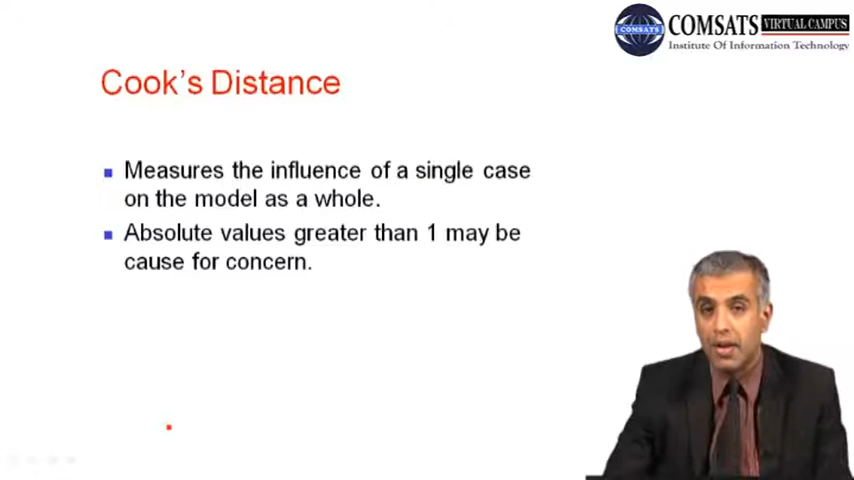 COMSATS
COMSATS VIRTUAL CAMPUS
Institute Of Information Technology
Cook's Distance
Measures the influence of a single case
on the model as a whole.
Absolute values greater than 1 may be
cause for concern.